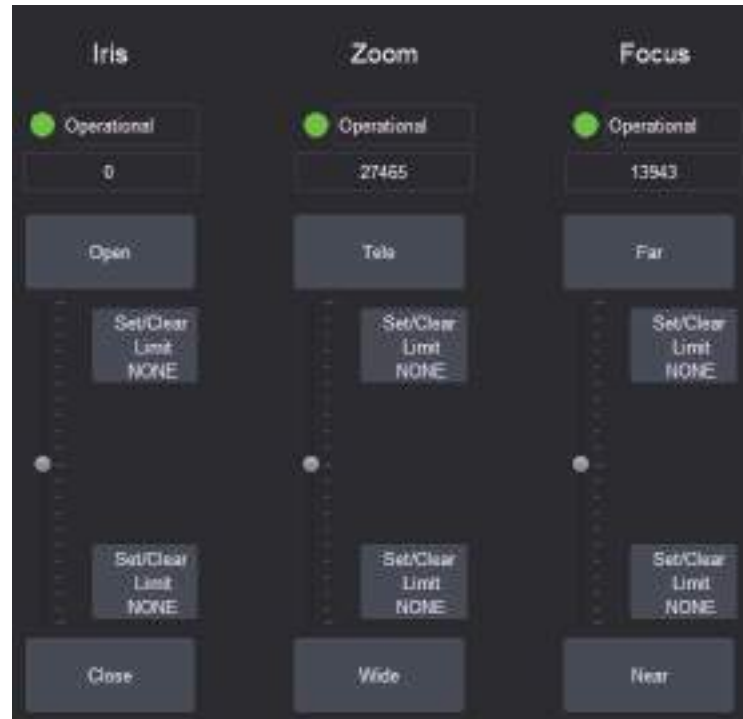 Iris
Zoom
Focus
Operational
Operational
Operational
0
27465
13943
Open
Tele
Far
Set/Clear
Limit
NONE
Set/Clear
Limit
NONE
Set/Clear
Limit
NONE
Set/Clear
Limit
NONE
Set/Clear
Limit
NONE
Set/Clear
Limit
NONE
Close
Wide
Near